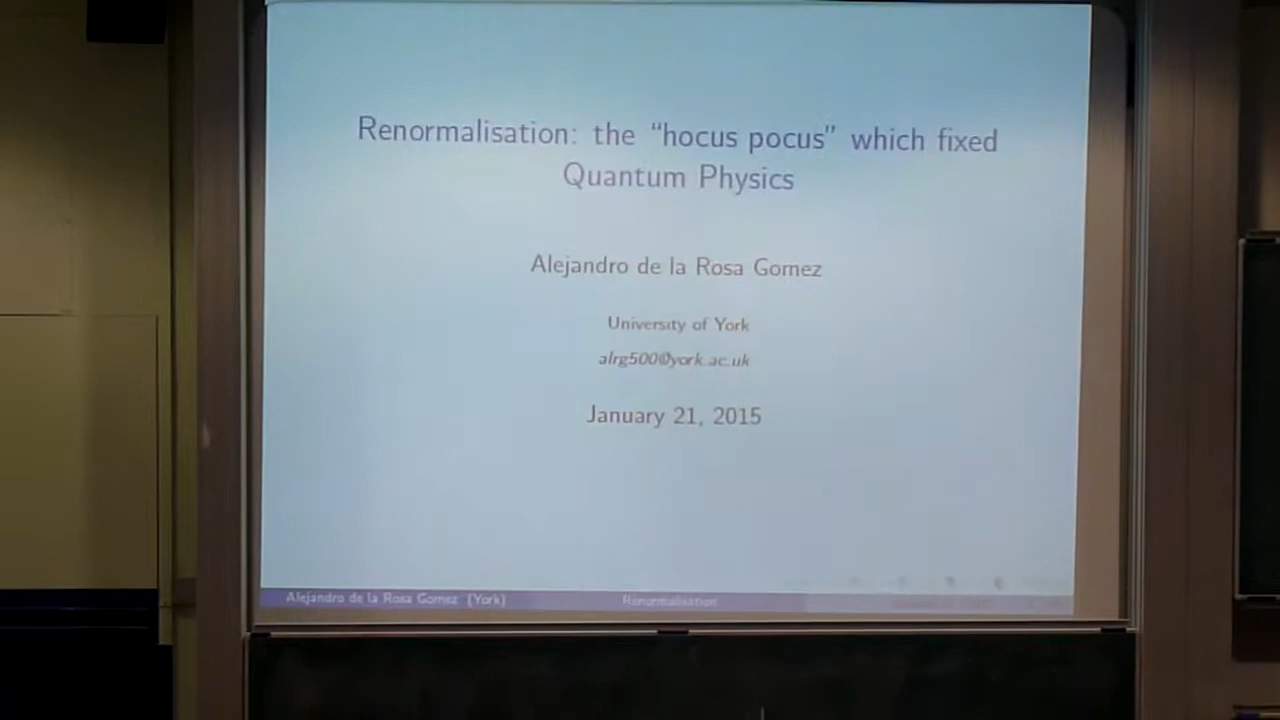 Renormalisation: the “hocus pocus” which fixed
Quantum Physics
Alejandro de la Rosa Gomez
University of York
alrg500@york.ac.uk
January 21, 2015
Alejandro de la Rosa Gomez (York)
Renormalisation